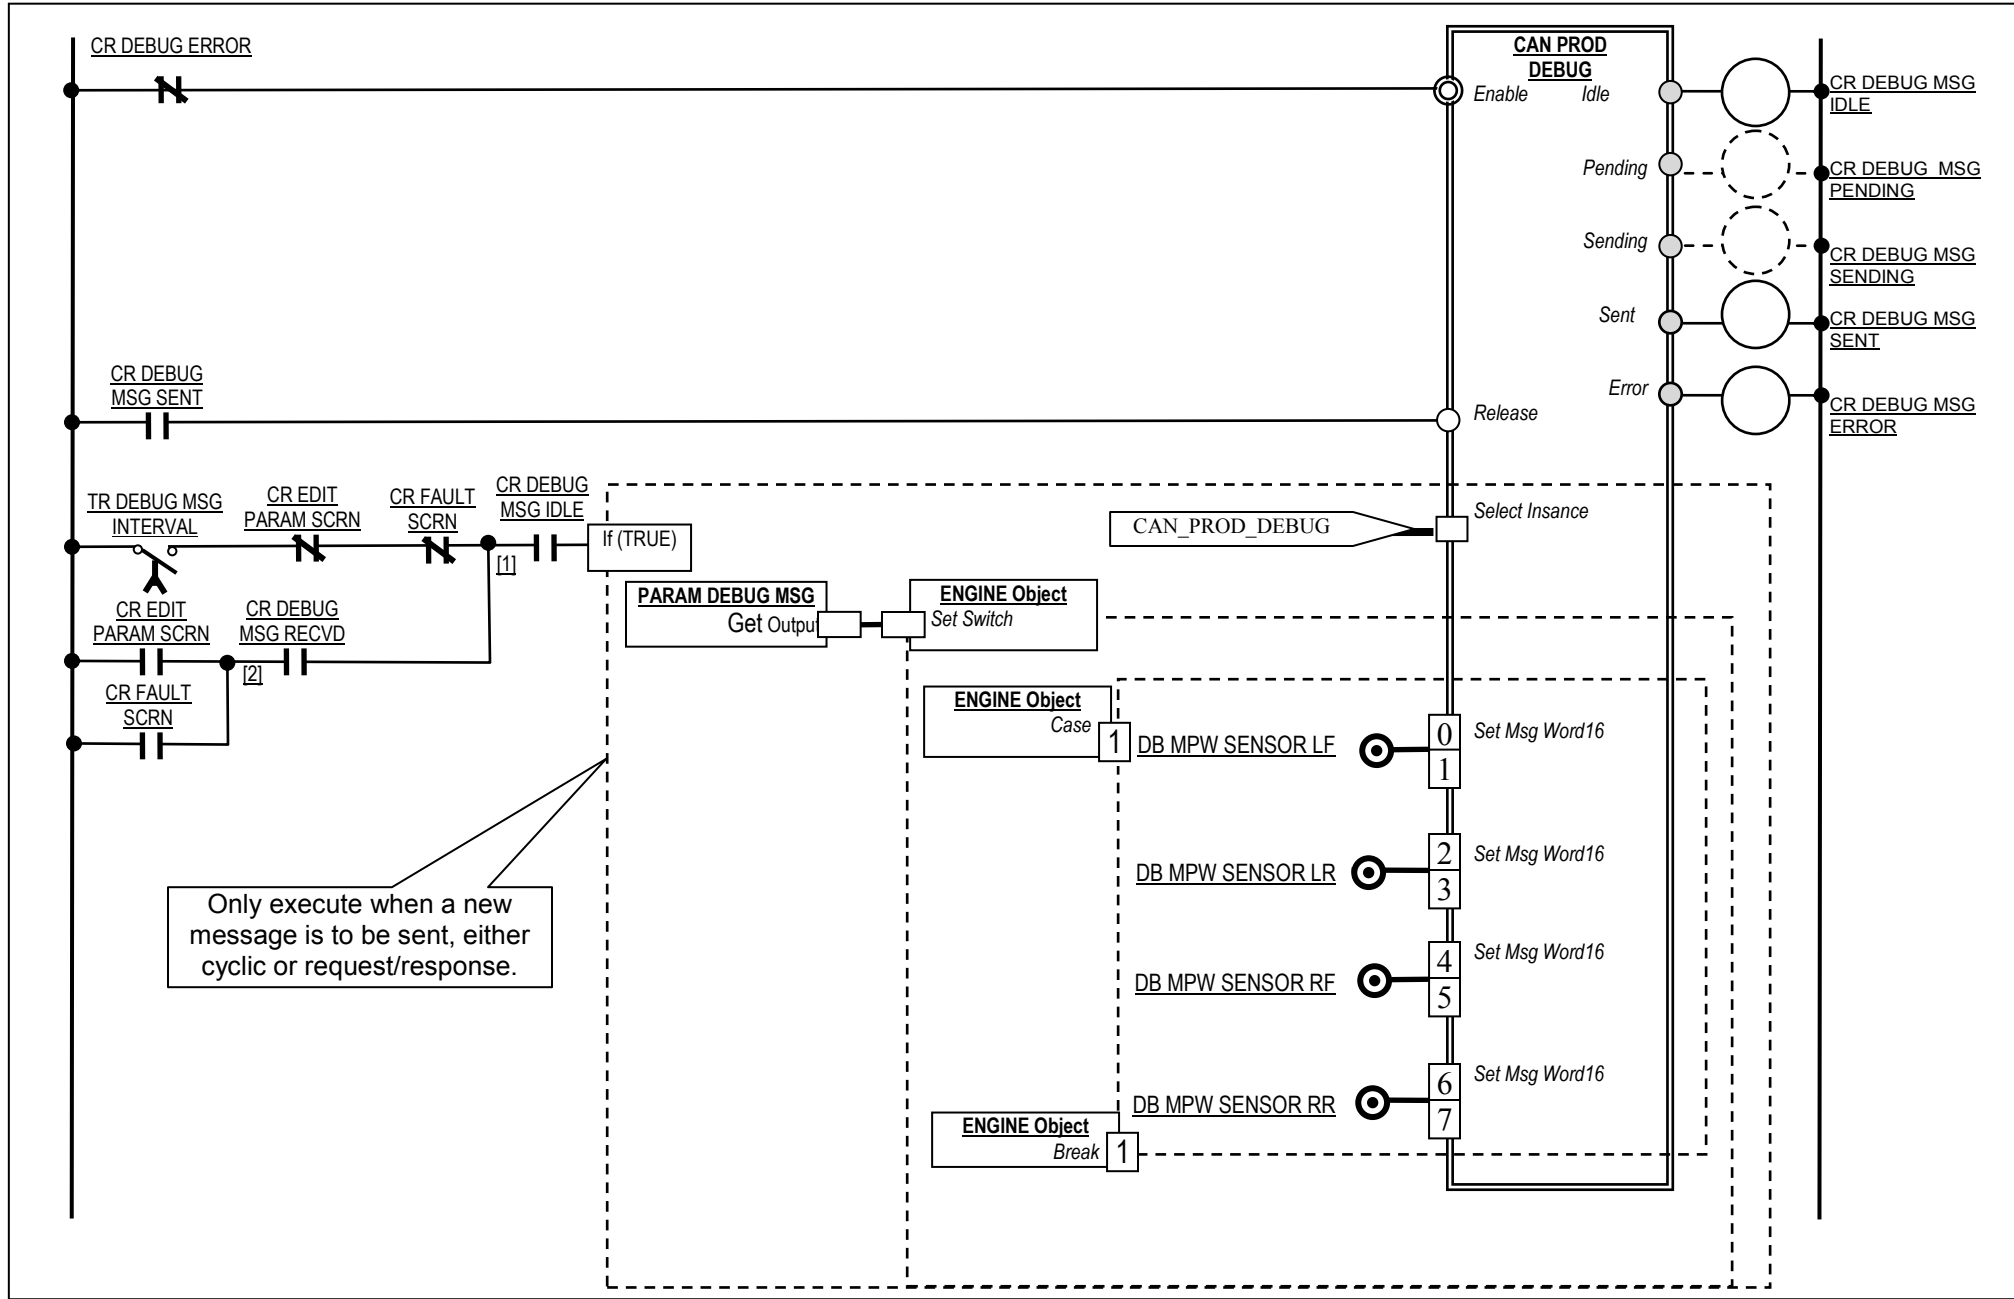 CR DEBUG ERROR
CAN PROD
DEBUG
Enable
Idle
CR DEBUG MSG
IDLE
Pending
CR DEBUG  MSG
PENDING
Sending
CR DEBUG MSG
SENDING
Sent
CR DEBUG MSG
SENT
Error
CR DEBUG MSG
ERROR
CR DEBUG
MSG SENT
Release
TR DEBUG MSG
INTERVAL
CR EDIT
PARAM SCRN
CR FAULT
SCRN
CR DEBUG
MSG IDLE
[1]
If (TRUE)
CAN_PROD_DEBUG
Select Insance
CR EDIT
PARAM SCRN
CR DEBUG
MSG RECVD
[2]
CR FAULT
SCRN
PARAM DEBUG MSG
Get Output
ENGINE Object
Set Switch
ENGINE Object
Case
1
DB MPW SENSOR LF
0
1
Set Msg Word16
DB MPW SENSOR LR
2
3
Set Msg Word16
Only execute when a new
message is to be sent, either
cyclic or request/response.
DB MPW SENSOR RF
4
5
Set Msg Word16
DB MPW SENSOR RR
6
7
Set Msg Word16
ENGINE Object
Break
1